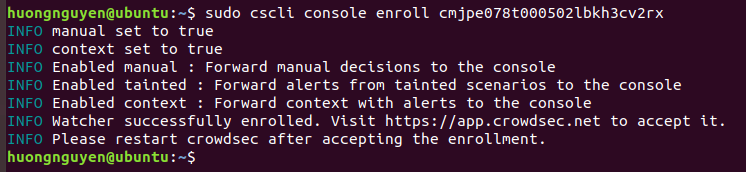 huongnguyen@ubuntu:~$ sudo cscli console enroll cmjpe078t000502lbkh3cv2rx
INFO manual set to true
INFO context set to true
INFO Enabled manual : Forward manual decisions to the console
INFO Enabled tainted : Forward alerts from tainted scenarios to the console
INFO Enabled context : Forward context with alerts to the console
INFO Watcher successfully enrolled. Visit https://app.crowdsec.net to accept it.
INFO Please restart crowdsec after accepting the enrollment.
huongnguyen@ubuntu:~$